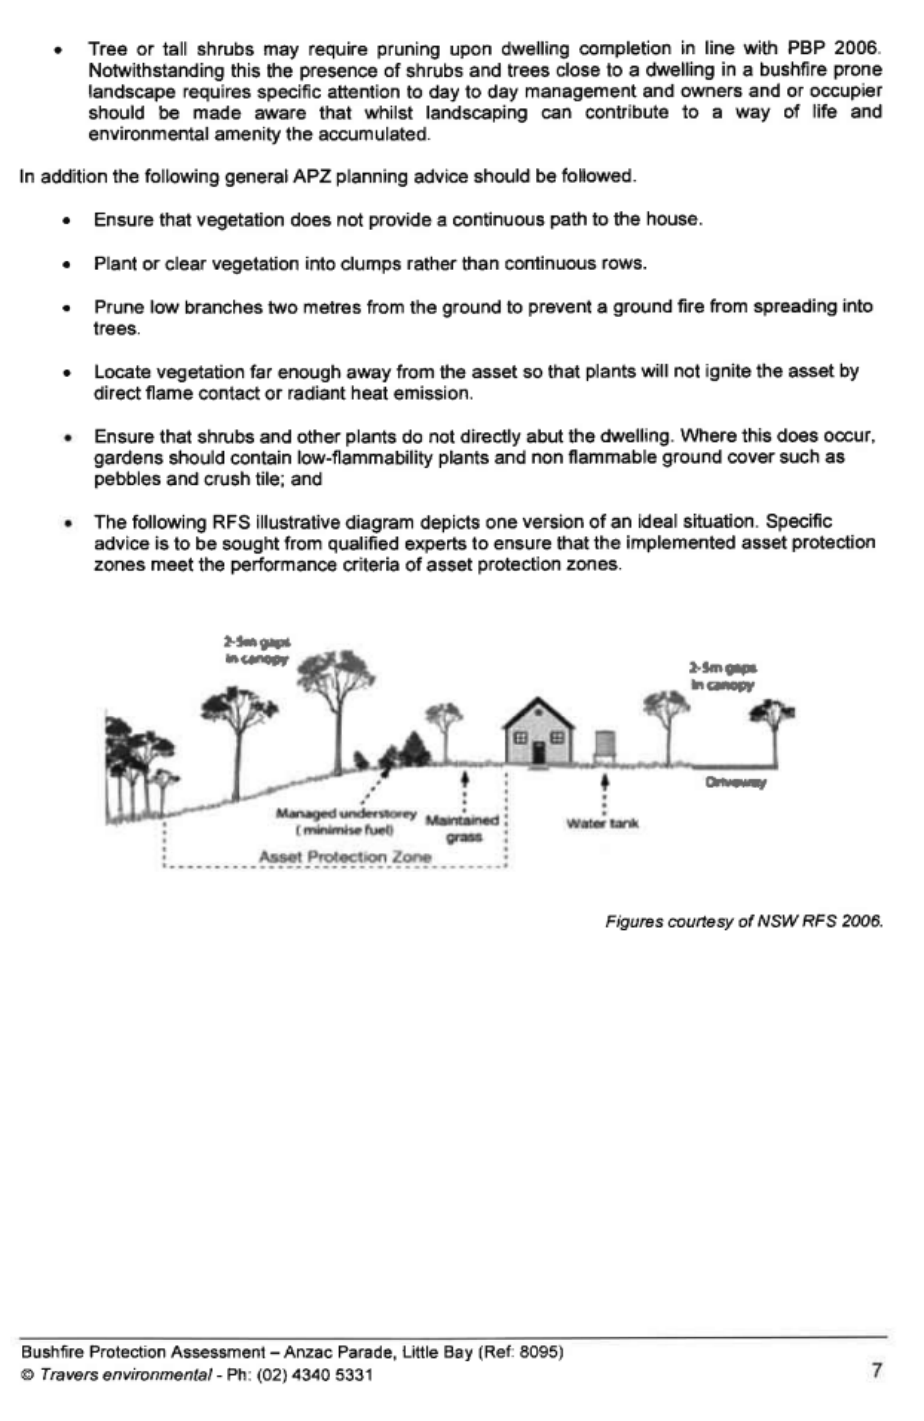 • Tree or tall shrubs may require pruning upon dwelling completion in line with PBP 2006.
Notwithstanding this the presence of shrubs and trees close to a dwelling in a bushfire prone
landscape requires specific attention to day to day management and owners and or occupier
should be made aware that whilst landscaping can contribute to a way of life and
environmental amenity the accumulated.
In addition the following general APZ planning advice should be followed.
• Ensure that vegetation does not provide a continuous path to the house.
• Plant or clear vegetation into clumps rather than continuous rows.
• Prune low branches two metres from the ground to prevent a ground fire from spreading into
trees.
• Locate vegetation far enough away from the asset so that plants will not ignite the asset by
direct flame contact or radiant heat emission.
• Ensure that shrubs and other plants do not directly abut the dwelling. Where this does occur,
gardens should contain low-flammability plants and non flammable ground cover such as
pebbles and crush tile; and
• The following RFS illustrative diagram depicts one version of an ideal situation. Specific
advice is to be sought from qualified experts to ensure that the implemented asset protection
zones meet the performance criteria of asset protection zones.
2-5m gaps
in canopy
2-5m gaps
in canopy
Driveway
Managed understorey
(minimise fuel)
Maintained
grass
Water tank
Asset Protection Zone
Figures courtesy of NSW RFS 2006.
Bushfire Protection Assessment – Anzac Parade, Little Bay (Ref: 8095)
© Travers environmental - Ph: (02) 4340 5331
7